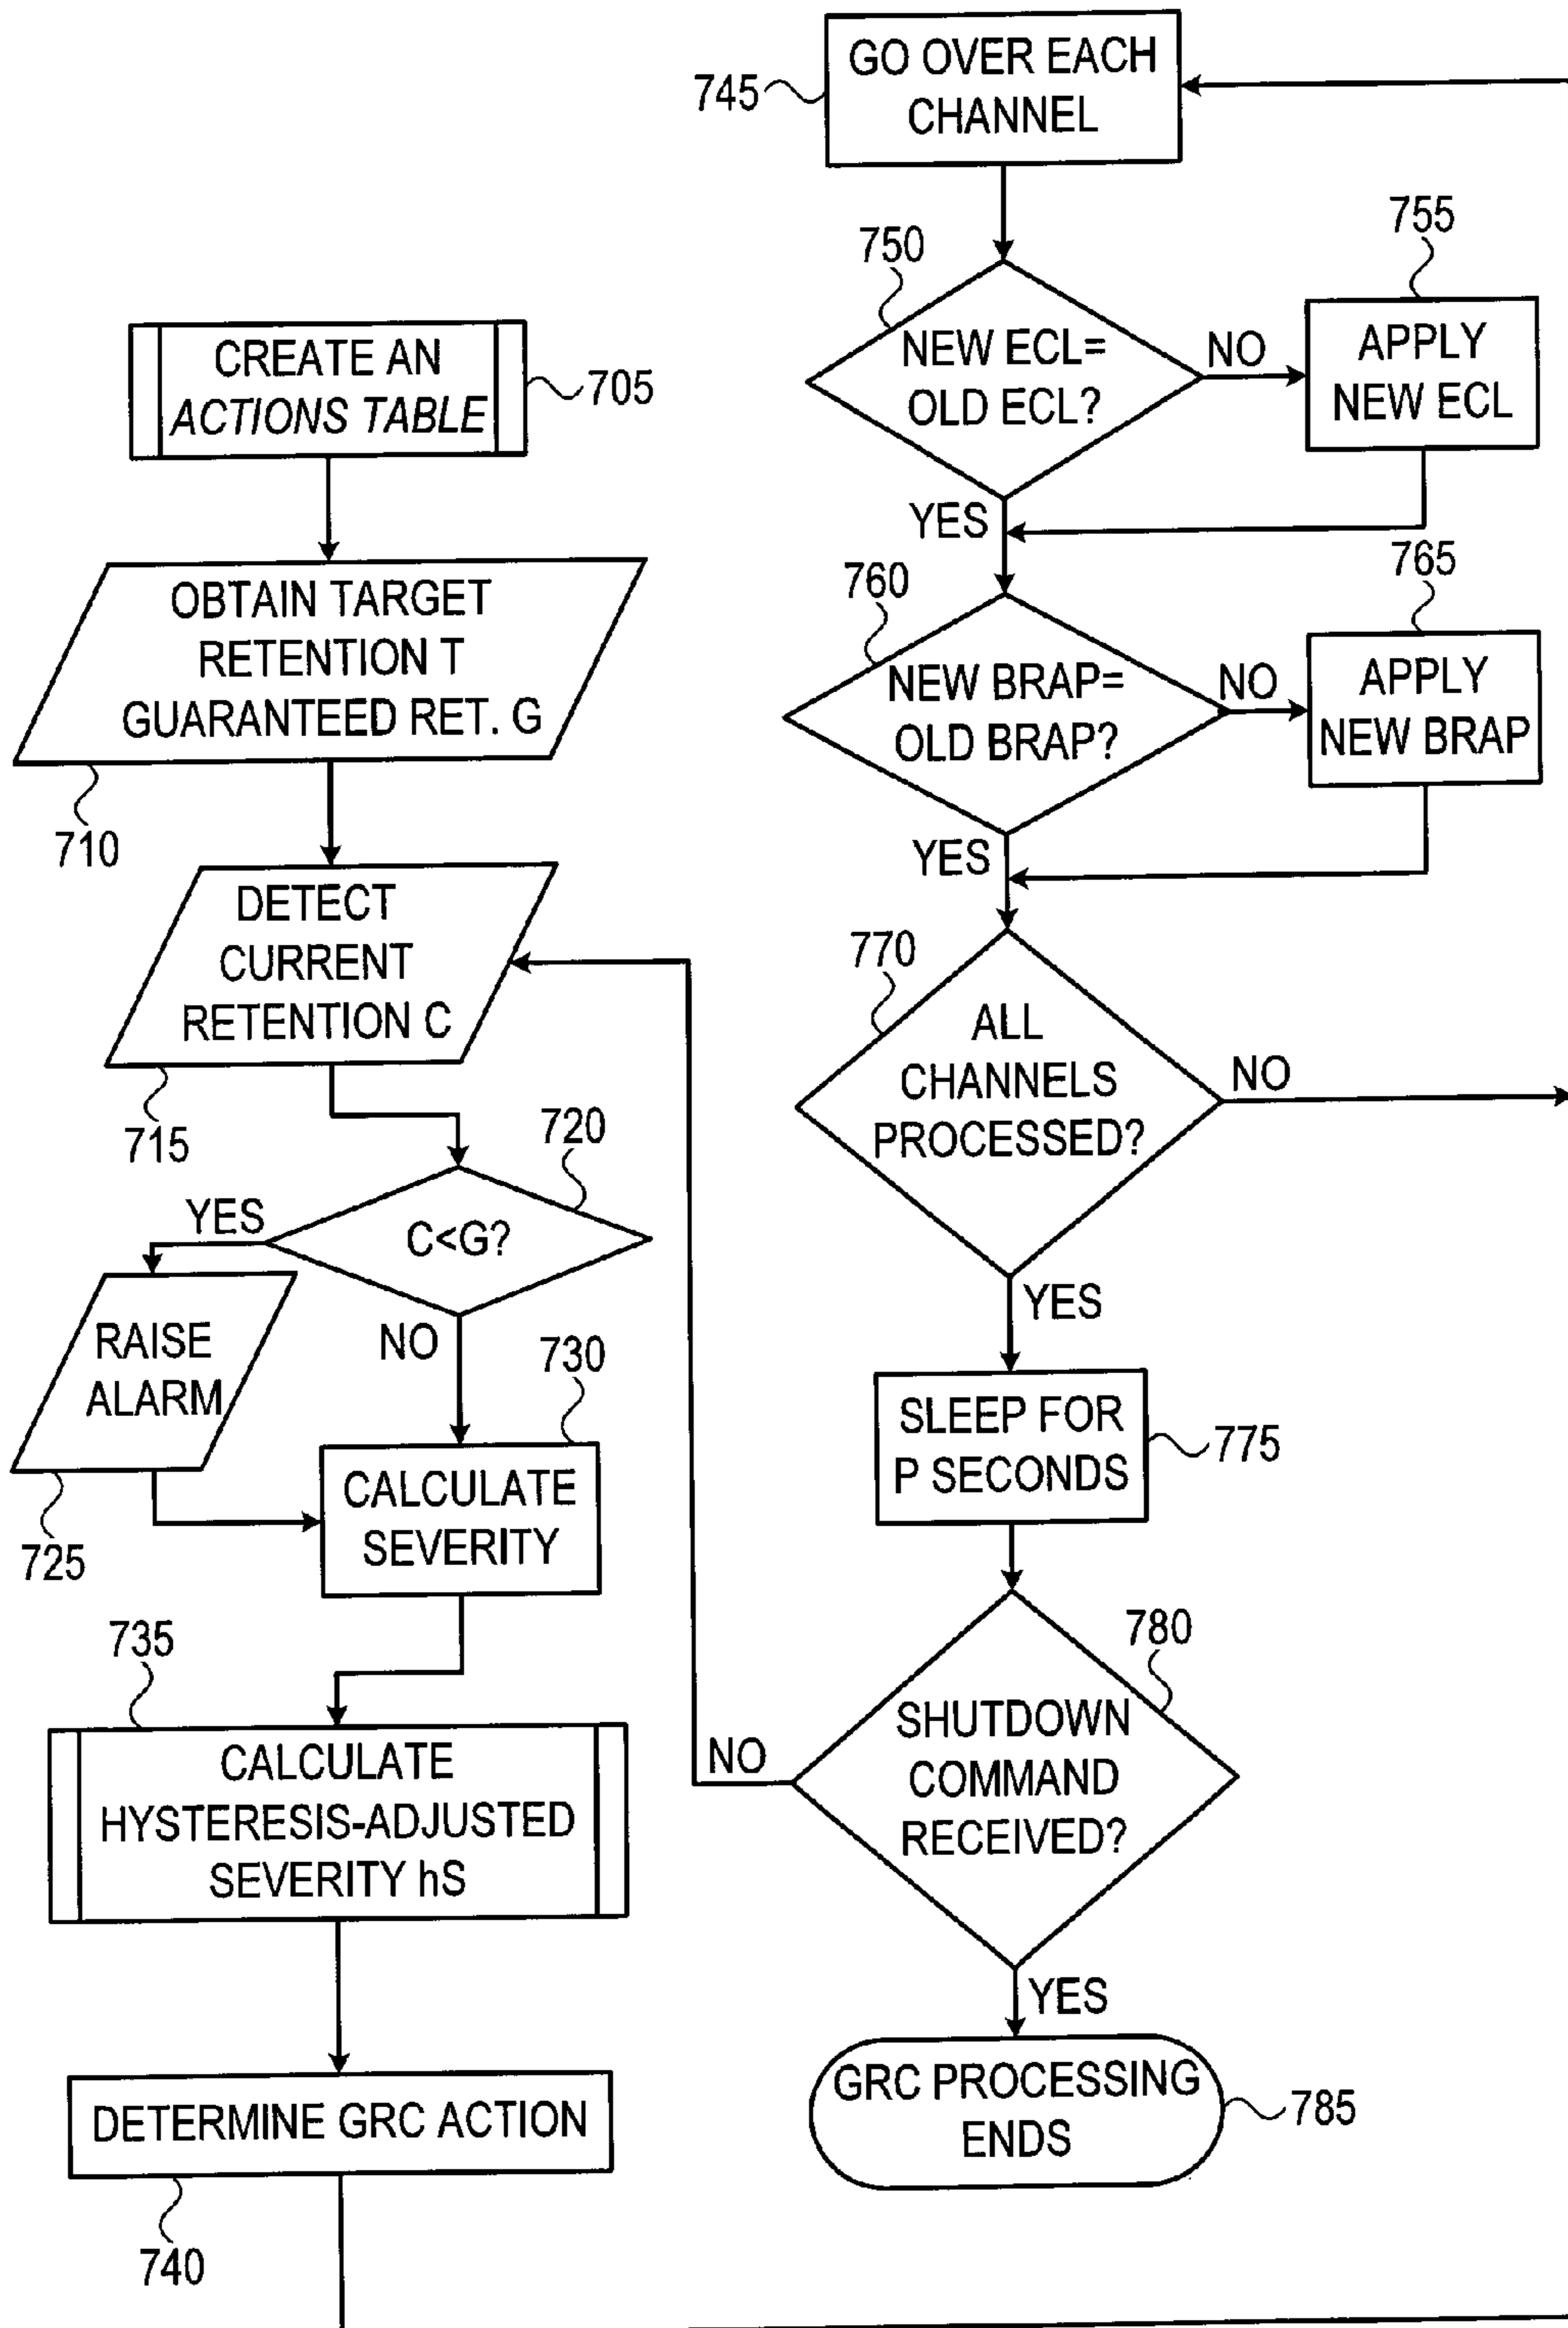 CREATE AN
ACTIONS TABLE
705
OBTAIN TARGET
RETENTION T
GUARANTEED RET. G
710
DETECT
CURRENT
RETENTION C
715
720
C<G?
YES
NO
RAISE
ALARM
725
730
CALCULATE
SEVERITY
735
CALCULATE
HYSTERESIS-ADJUSTED
SEVERITY hS
DETERMINE GRC ACTION
740
745
GO OVER EACH
CHANNEL
750
NEW ECL=
OLD ECL?
NO
755
APPLY
NEW ECL
YES
760
NEW BRAP=
OLD BRAP?
NO
765
APPLY
NEW BRAP
YES
770
ALL
CHANNELS
PROCESSED?
NO
YES
SLEEP FOR
P SECONDS
775
780
SHUTDOWN
COMMAND
RECEIVED?
NO
YES
GRC PROCESSING
ENDS
785